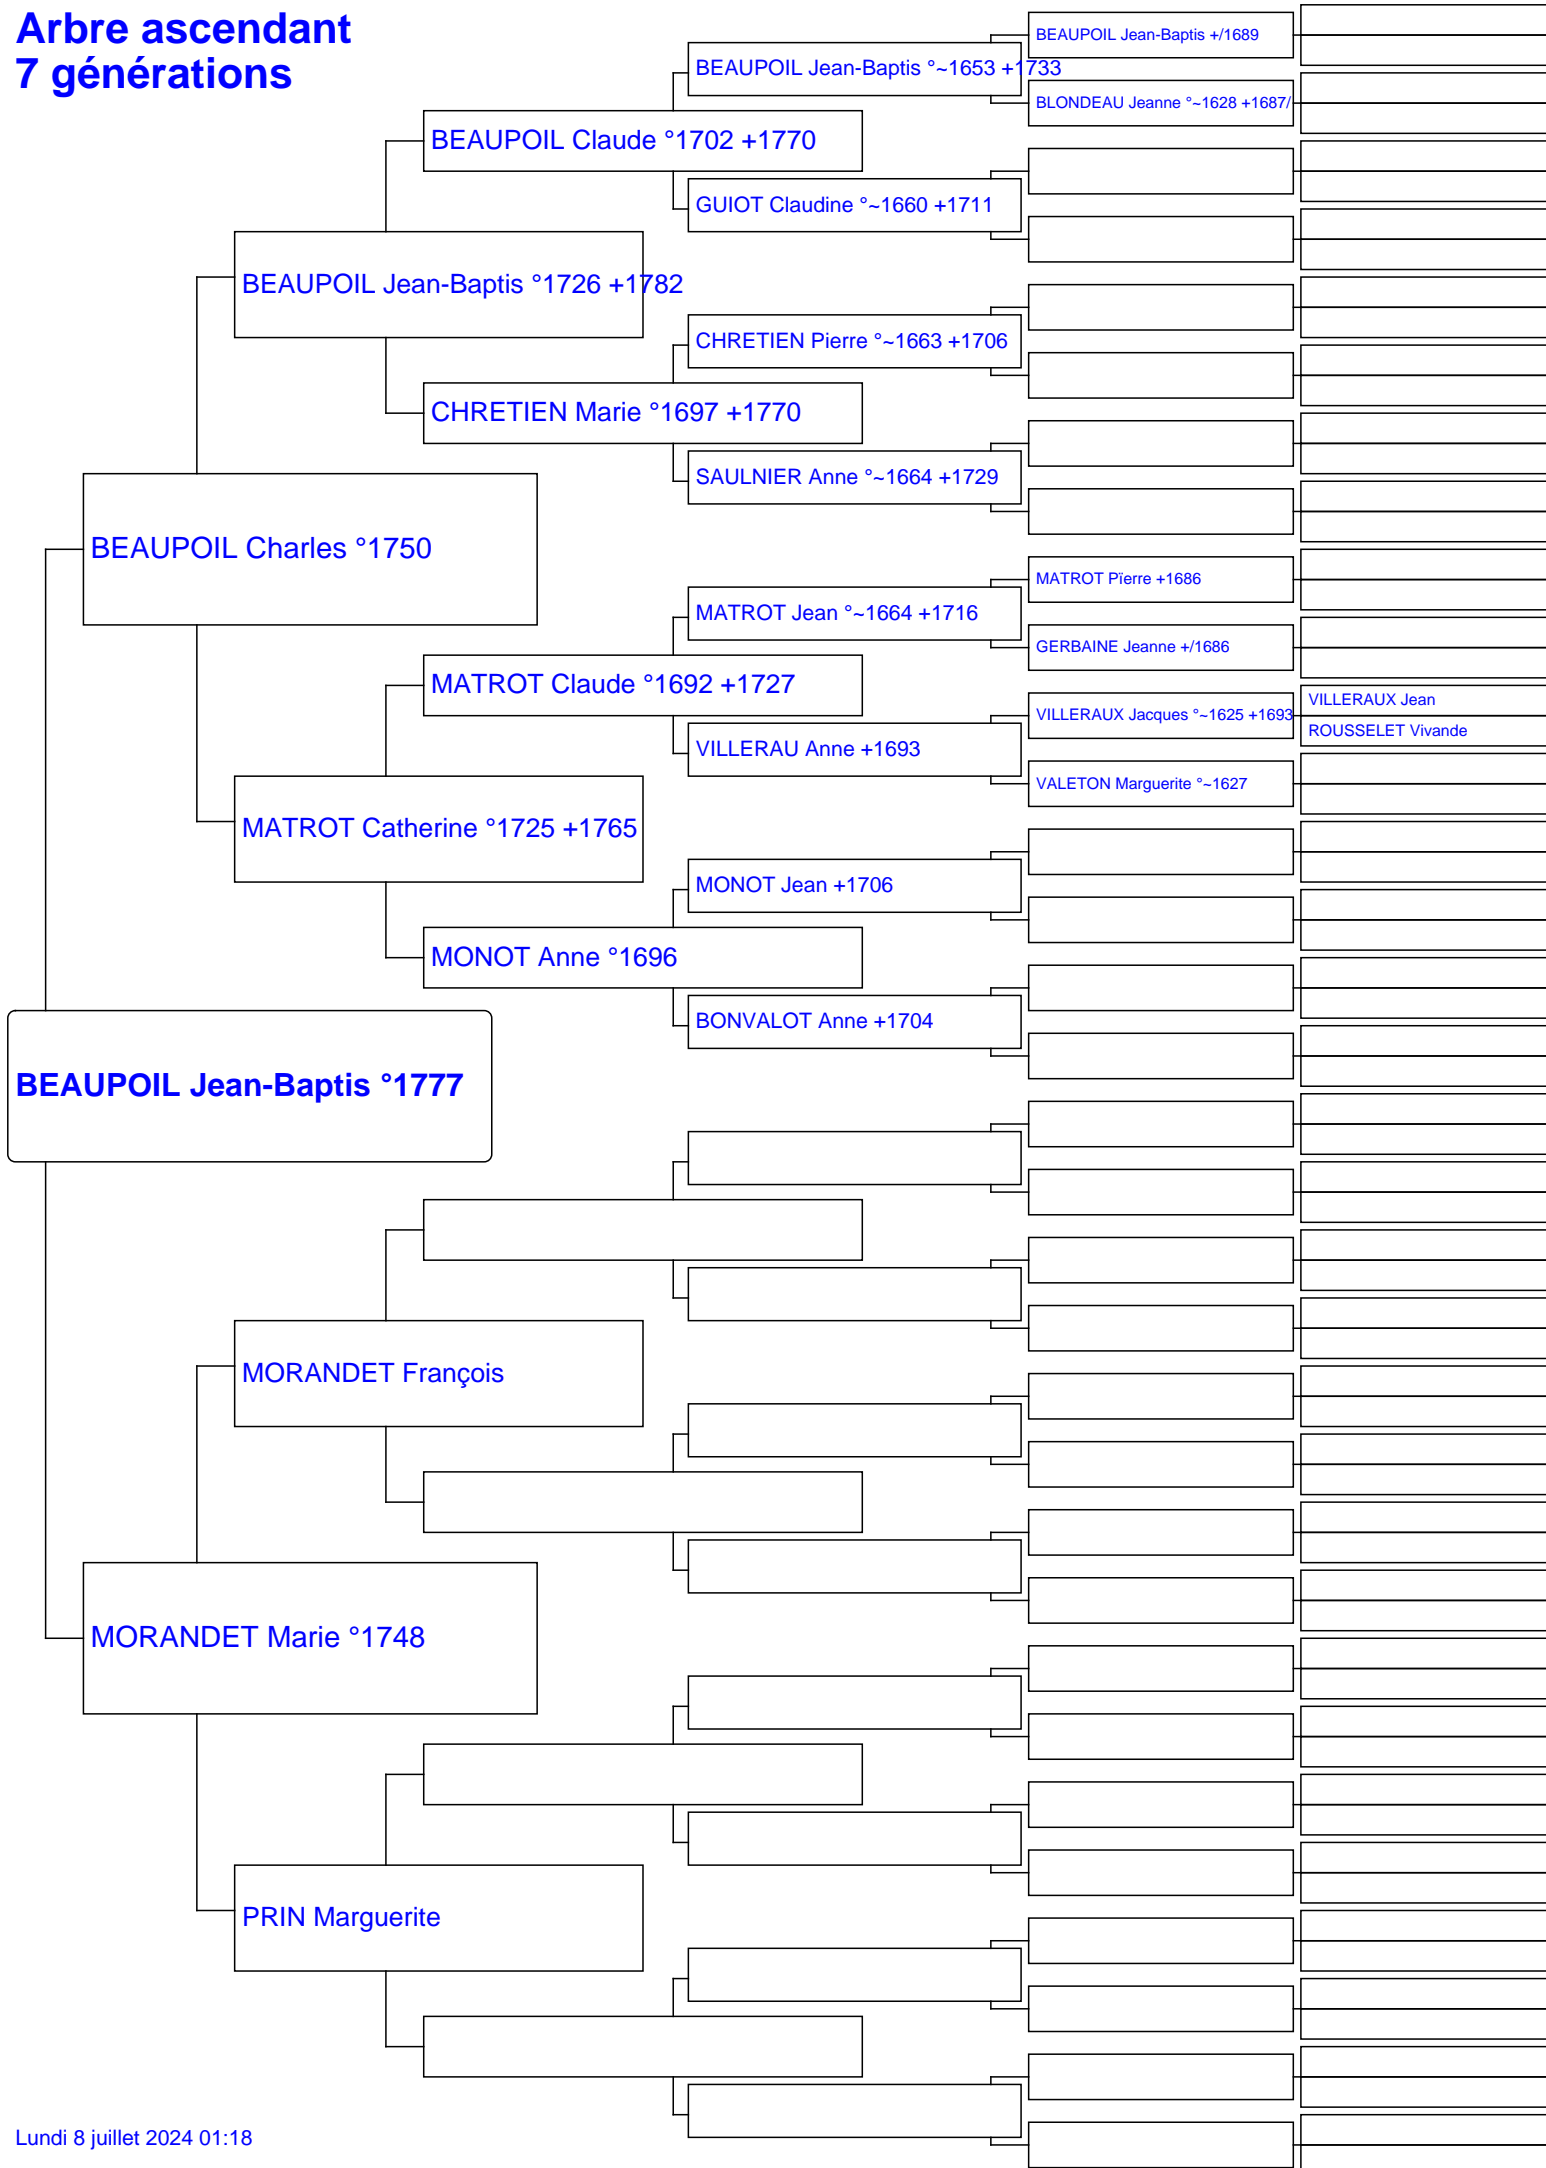 Arbre ascendant
7 générations
BEAUPOIL Jean-Baptis +/1689
BEAUPOIL Jean-Baptis °~1653 +1733
BLONDEAU Jeanne °~1628 +1687/
BEAUPOIL Claude °1702 +1770
GUIOT Claudine °~1660 +1711
BEAUPOIL Jean-Baptis °1726 +1782
CHRETIEN Pierre °~1663 +1706
CHRETIEN Marie °1697 +1770
SAULNIER Anne °~1664 +1729
BEAUPOIL Charles °1750
MATROT Pïerre +1686
MATROT Jean °~1664 +1716
GERBAINE Jeanne +/1686
MATROT Claude °1692 +1727
VILLERAUX Jean
VILLERAUX Jacques °~1625 +1693
ROUSSELET Vivande
VILLERAU Anne +1693
VALETON Marguerite °~1627
MATROT Catherine °1725 +1765
MONOT Jean +1706
MONOT Anne °1696
BONVALOT Anne +1704
BEAUPOIL Jean-Baptis °1777
MORANDET François
MORANDET Marie °1748
PRIN Marguerite
Lundi 8 juillet 2024 01:18